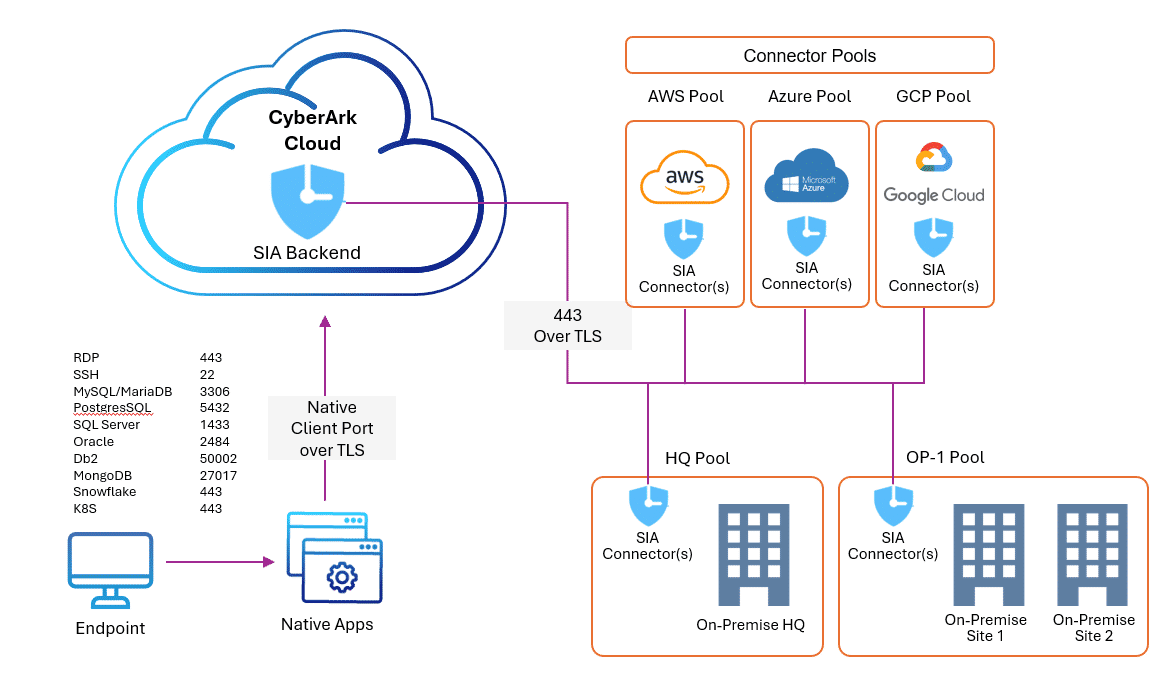 CyberArk
Cloud
SIA Backend
Connector Pools
AWS Pool
Azure Pool
GCP Pool
aws
Microsoft
Azure
Google Cloud
SIA
Connector(s)
SIA
Connector(s)
SIA
Connector(s)
443
Over TLS
RDP 443
SSH 22
MySQL/MariaDB 3306
PostgresSQL 5432
SQL Server 1433
Oracle 2484
Db2 50002
MongoDB 27017
Snowflake 443
K8S 443
Native
Client Port
over TLS
Endpoint
Native Apps
HQ Pool
SIA
Connector(s)
On-Premise HQ
OP-1 Pool
SIA
Connector(s)
On-Premise
Site 1
On-Premise
Site 2